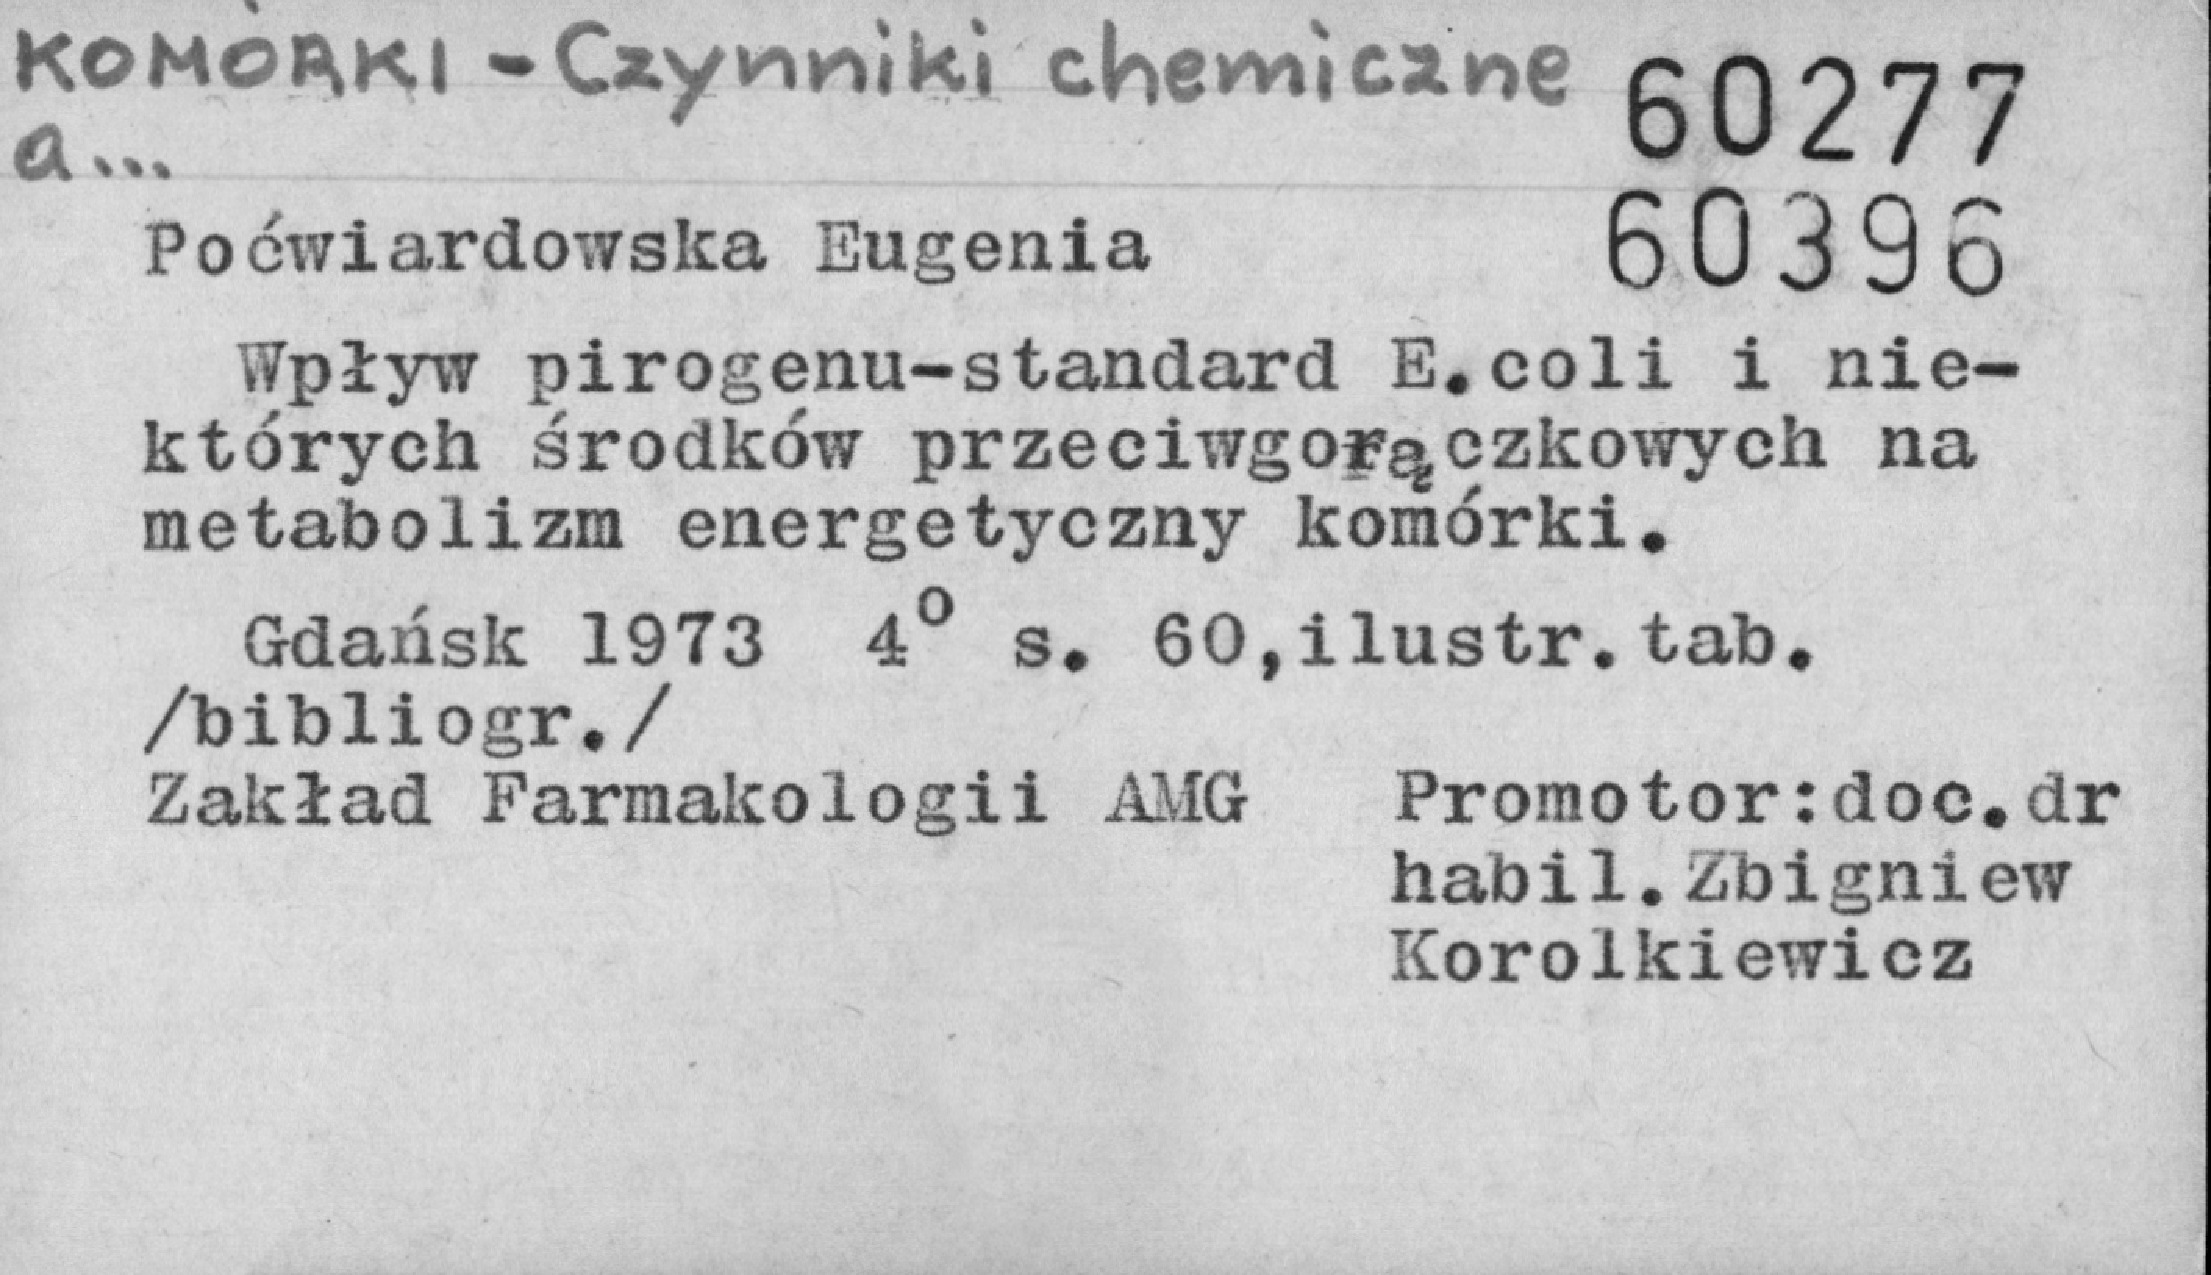 KOMÓRKI - Czynniki chemiczne
a...
60277
60396
Poćwiardowska Eugenia
Wpływ pirogenu-standard E.coli i nie-
których środków przeciwgorączkowych na
metabolizm energetyczny komórki.
Gdańsk 1973 4° s. 60,ilustr.tab.
/bibliogr./
Zakład Farmakologii AMG
Promotor:doc.dr
habil.Zbigniew
Korolkiewicz